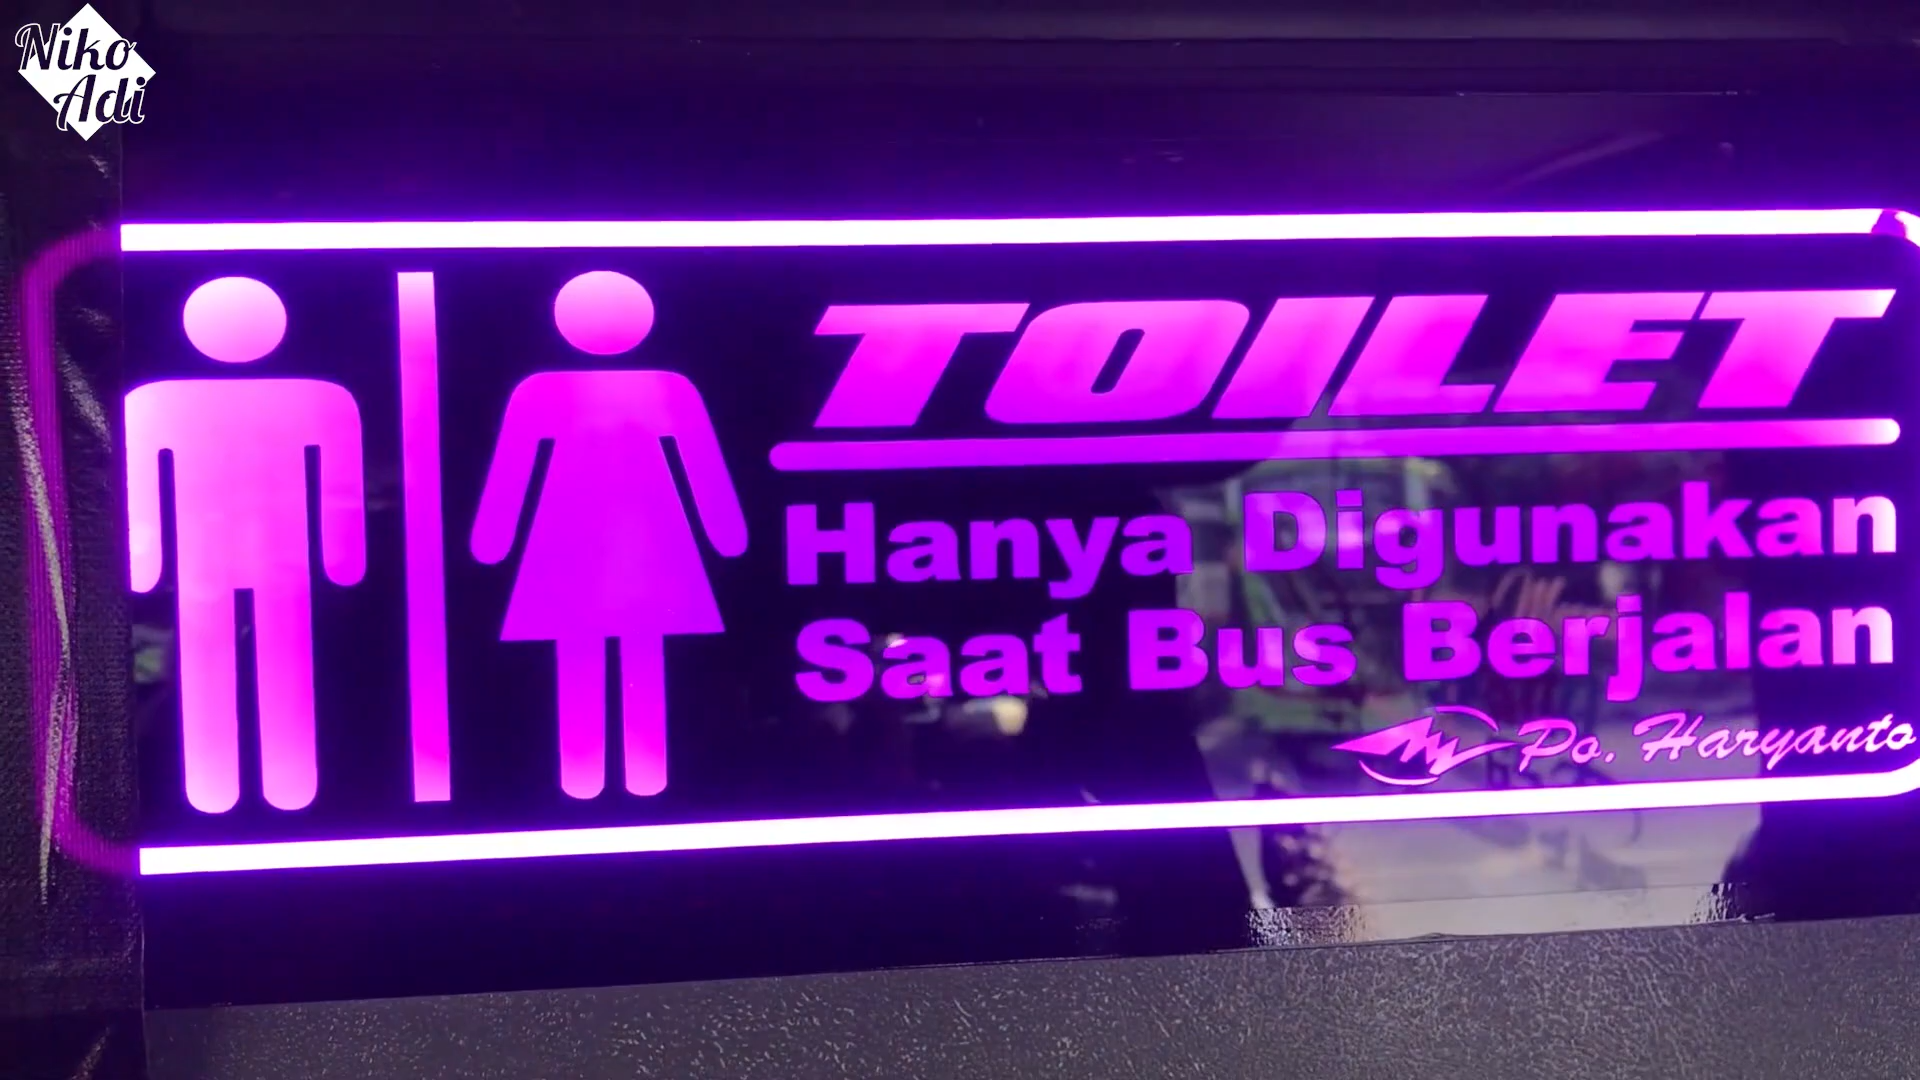 Niko
Adi
TOILET
Hanya Digunakan
Saat Bus Berjalan
Po. Haryanto